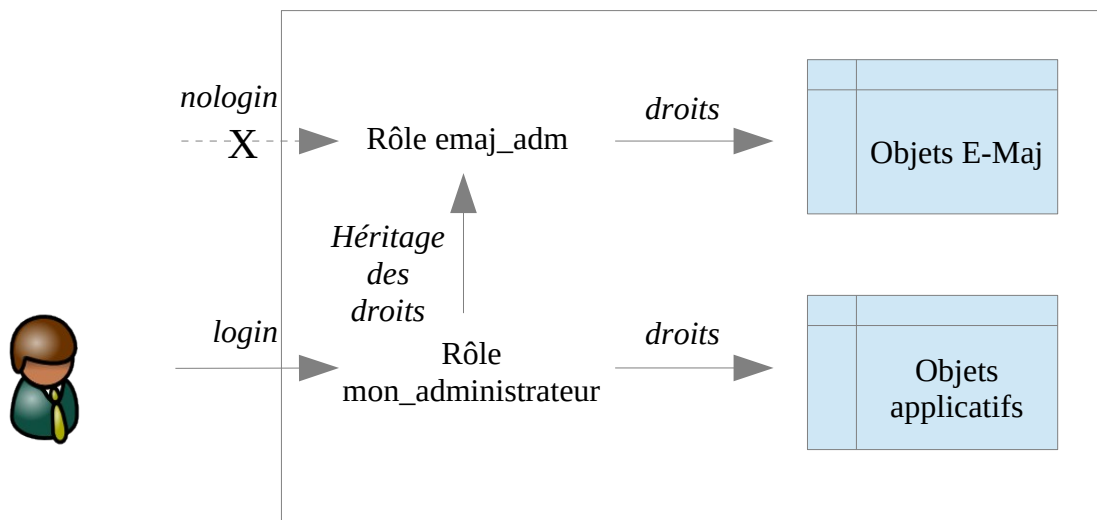 nologin
X
Rôle emaj_adm
droits
Objets E-Maj
Héritage
des
droits
login
Rôle
mon_administrateur
droits
Objets
applicatifs